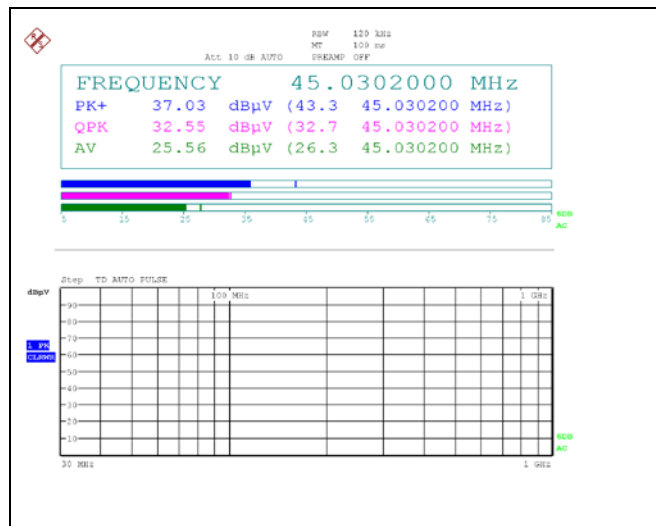 RBW 120 kHz
MT 100 ms
Att 10 dB AUTO PREAMP OFF
FREQUENCY 45.0302000 MHz
PK+ 37.03 dBµV (43.3 45.030200 MHz)
QPK 32.55 dBµV (32.7 45.030200 MHz)
AV 25.56 dBµV (26.3 45.030200 MHz)
5 15 25 35 45 55 65 75 85
6DB
AC
Step TD AUTO PULSE
dBµV
100 MHz 1 GHz
90
80
70
1 PK
CLRWR
60
50
40
30
20
10
6DB
AC
30 MHz 1 GHz